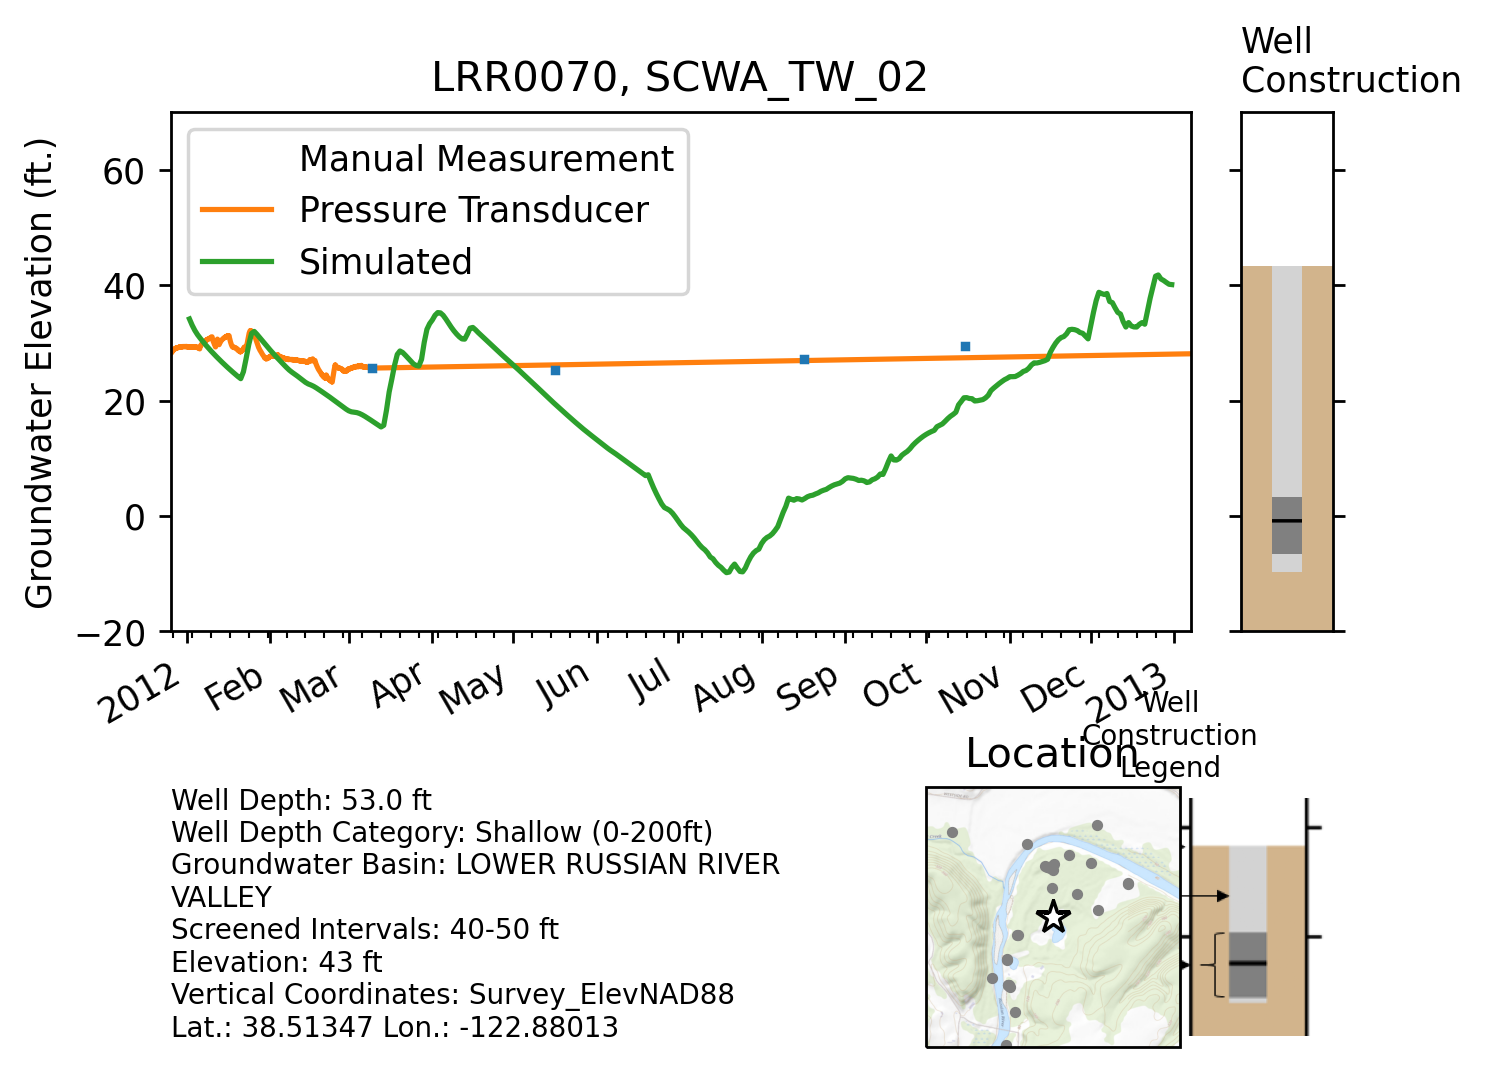 Well
Construction
LRR0070, SCWA_TW_02
Groundwater Elevation (ft.)
60
40
20
0
−20
Manual Measurement
Pressure Transducer
Simulated
2012
Feb
Mar
Apr
May
Jun
Jul
Aug
Sep
Oct
Nov
Dec
2013
Location
Well
Construction
Legend
Well Depth: 53.0 ft
Well Depth Category: Shallow (0-200ft)
Groundwater Basin: LOWER RUSSIAN RIVER
VALLEY
Screened Intervals: 40-50 ft
Elevation: 43 ft
Vertical Coordinates: Survey_ElevNAD88
Lat.: 38.51347 Lon.: -122.88013